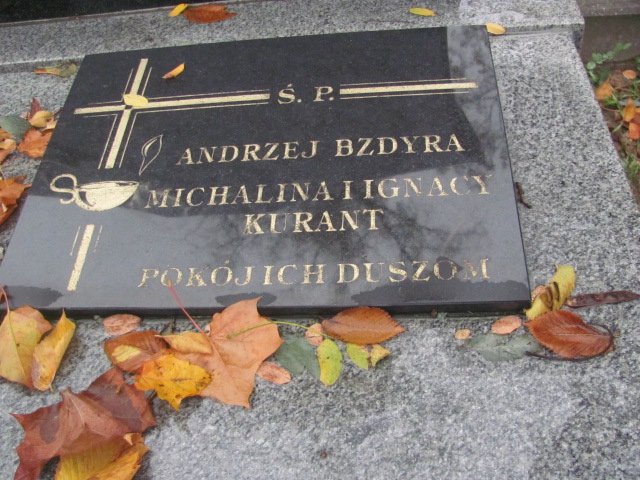 Ś. P.
ANDRZEJ BZDYRA
MICHALINA I IGNACY
KURANT
POKÓJ ICH DUSZOM